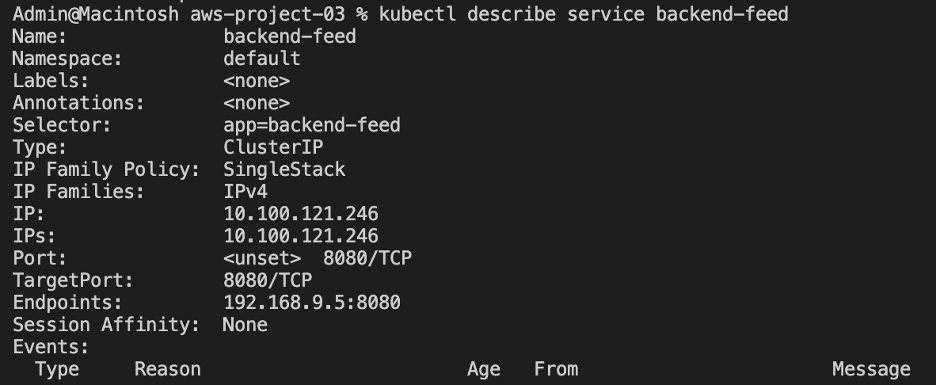 Admin@Macintosh aws-project-03 % kubectl describe service backend-feed
Name: backend-feed
Namespace: default
Labels: <none>
Annotations: <none>
Selector: app=backend-feed
Type: ClusterIP
IP Family Policy: SingleStack
IP Families: IPv4
IP: 10.100.121.246
IPs: 10.100.121.246
Port: <unset> 8080/TCP
TargetPort: 8080/TCP
Endpoints: 192.168.9.5:8080
Session Affinity: None
Events:
Type Reason Age From Message